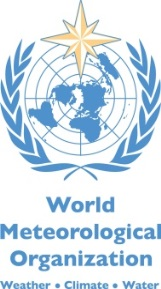 World
Meteorological
Organization
Weather • Climate • Water